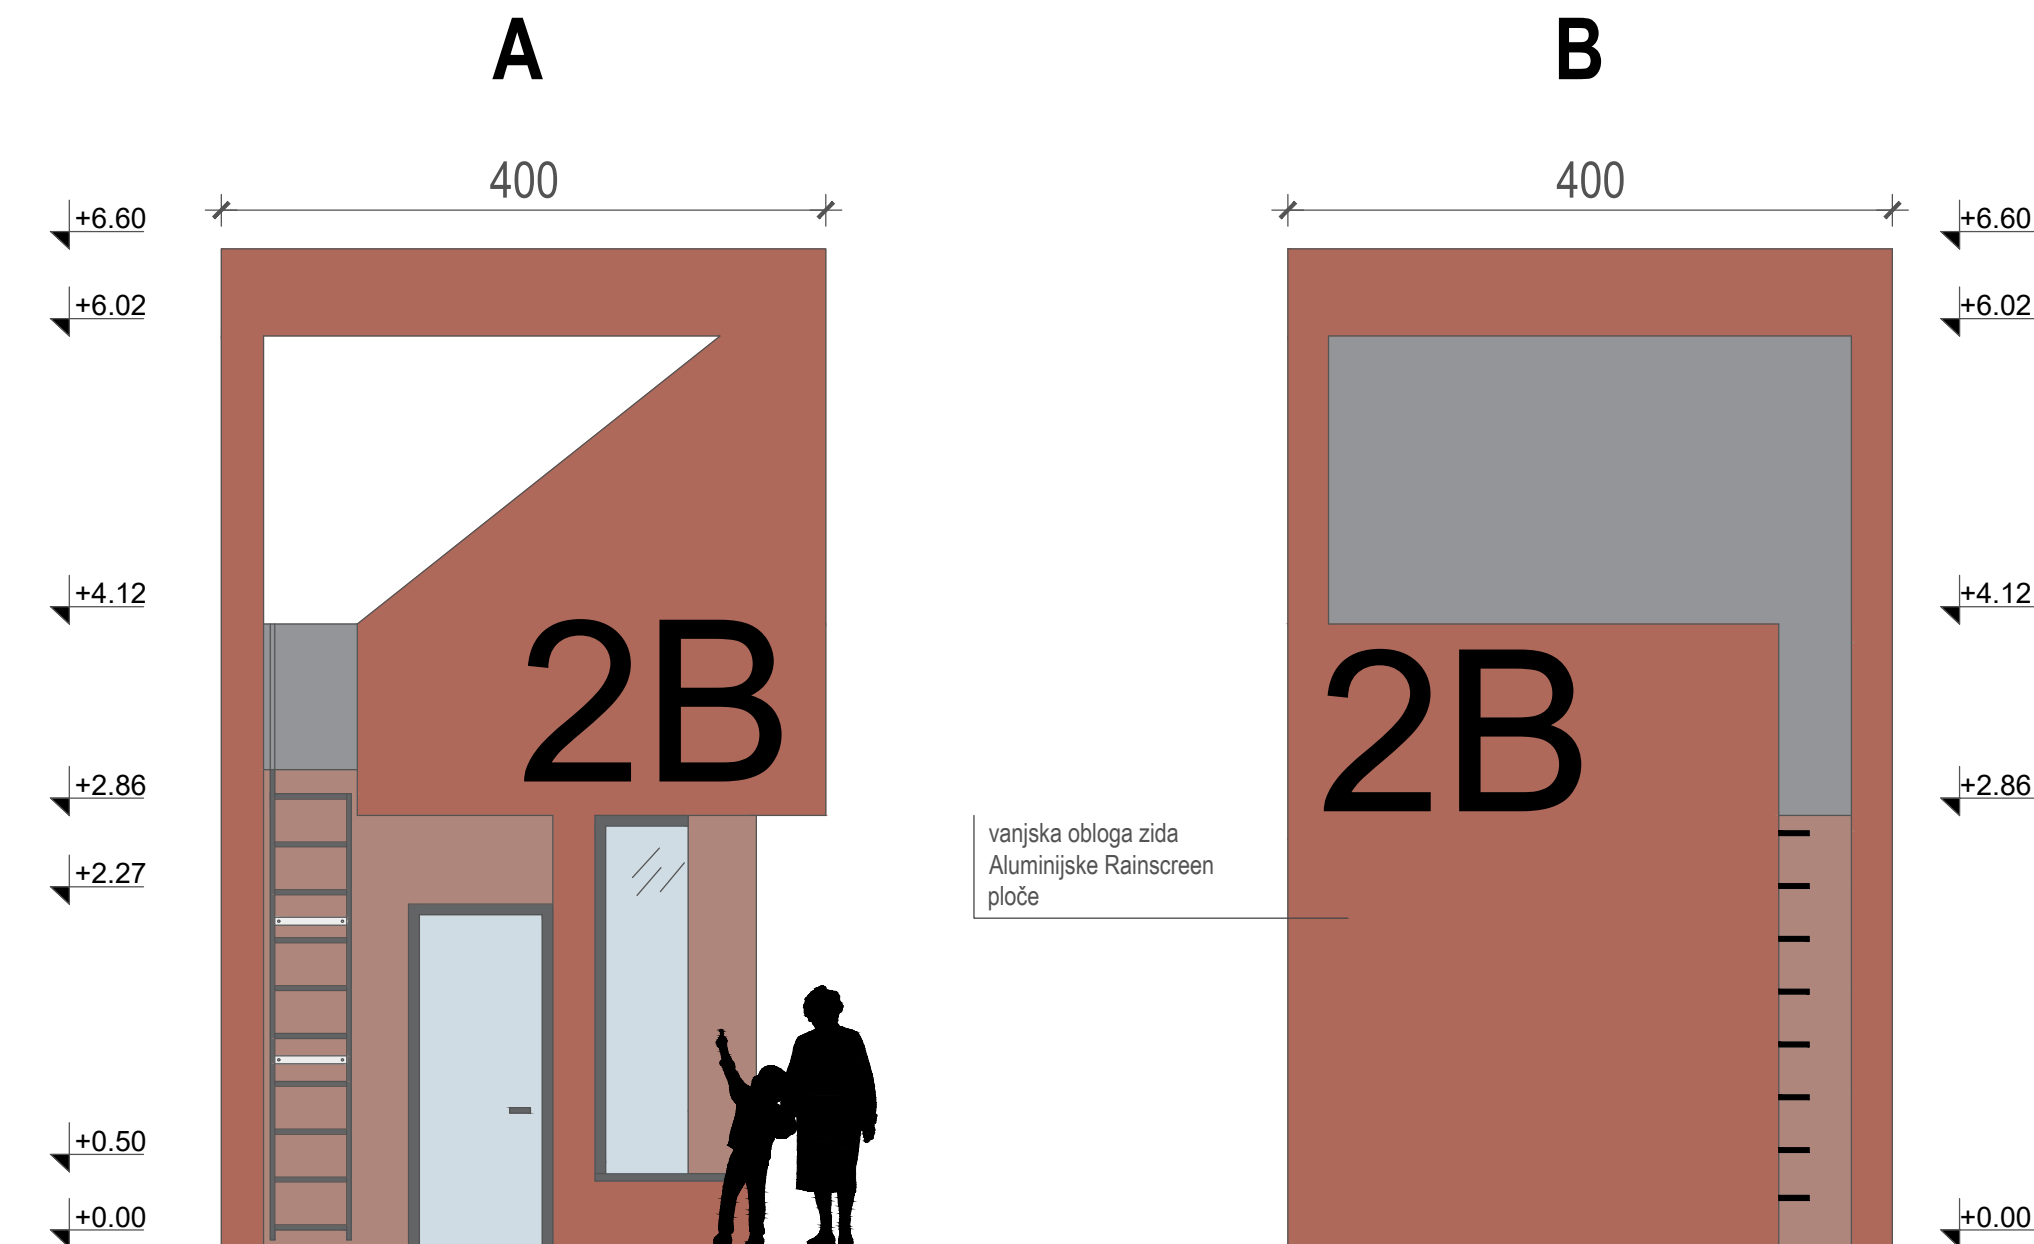 A
B
400
400
+6.60
+6.60
+6.02
+6.02
+4.12
+4.12
2B
2B
+2.86
+2.86
vanjska obloga zida
Aluminijske Rainscreen
ploče
+2.27
+0.50
+0.00
+0.00